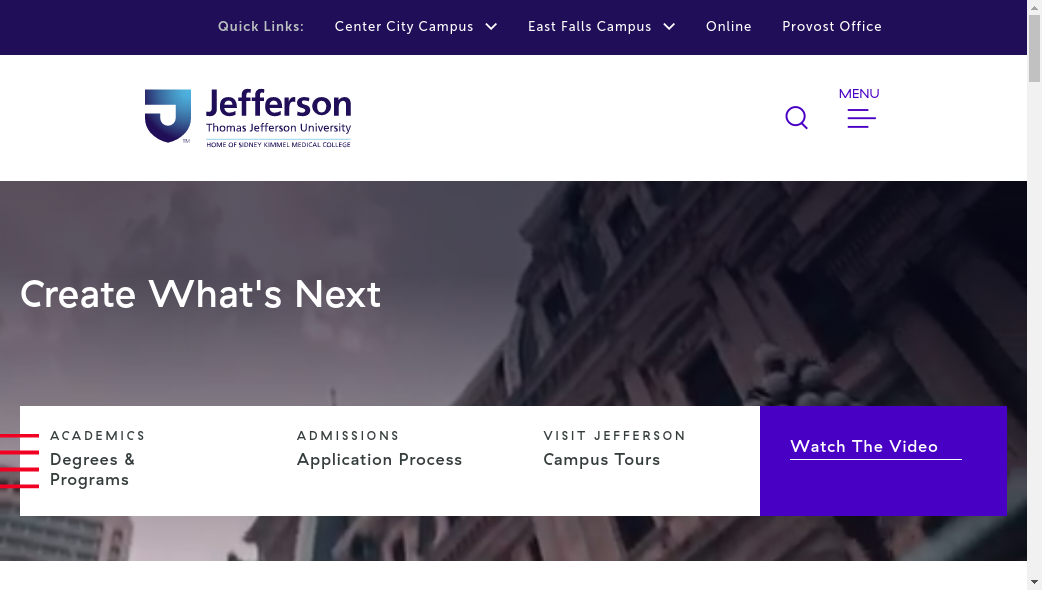 Quick Links: Center City Campus East Falls Campus Online Provost Office
Jefferson
Thomas Jefferson University
HOME OF SIDNEY KIMMEL MEDICAL COLLEGE
TM
MENU
Create What's Next
ACADEMICS
Degrees &
Programs
ADMISSIONS
Application Process
VISIT JEFFERSON
Campus Tours
Watch The Video